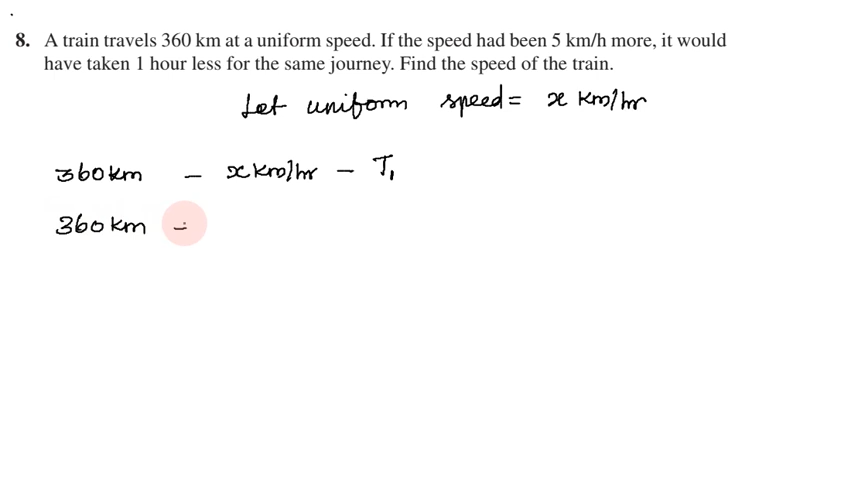 8. A train travels 360 km at a uniform speed. If the speed had been 5 km/h more, it would
have taken 1 hour less for the same journey. Find the speed of the train.
Let uniform speed = x km/hr
360km - x km/hr - T₁
360 km -